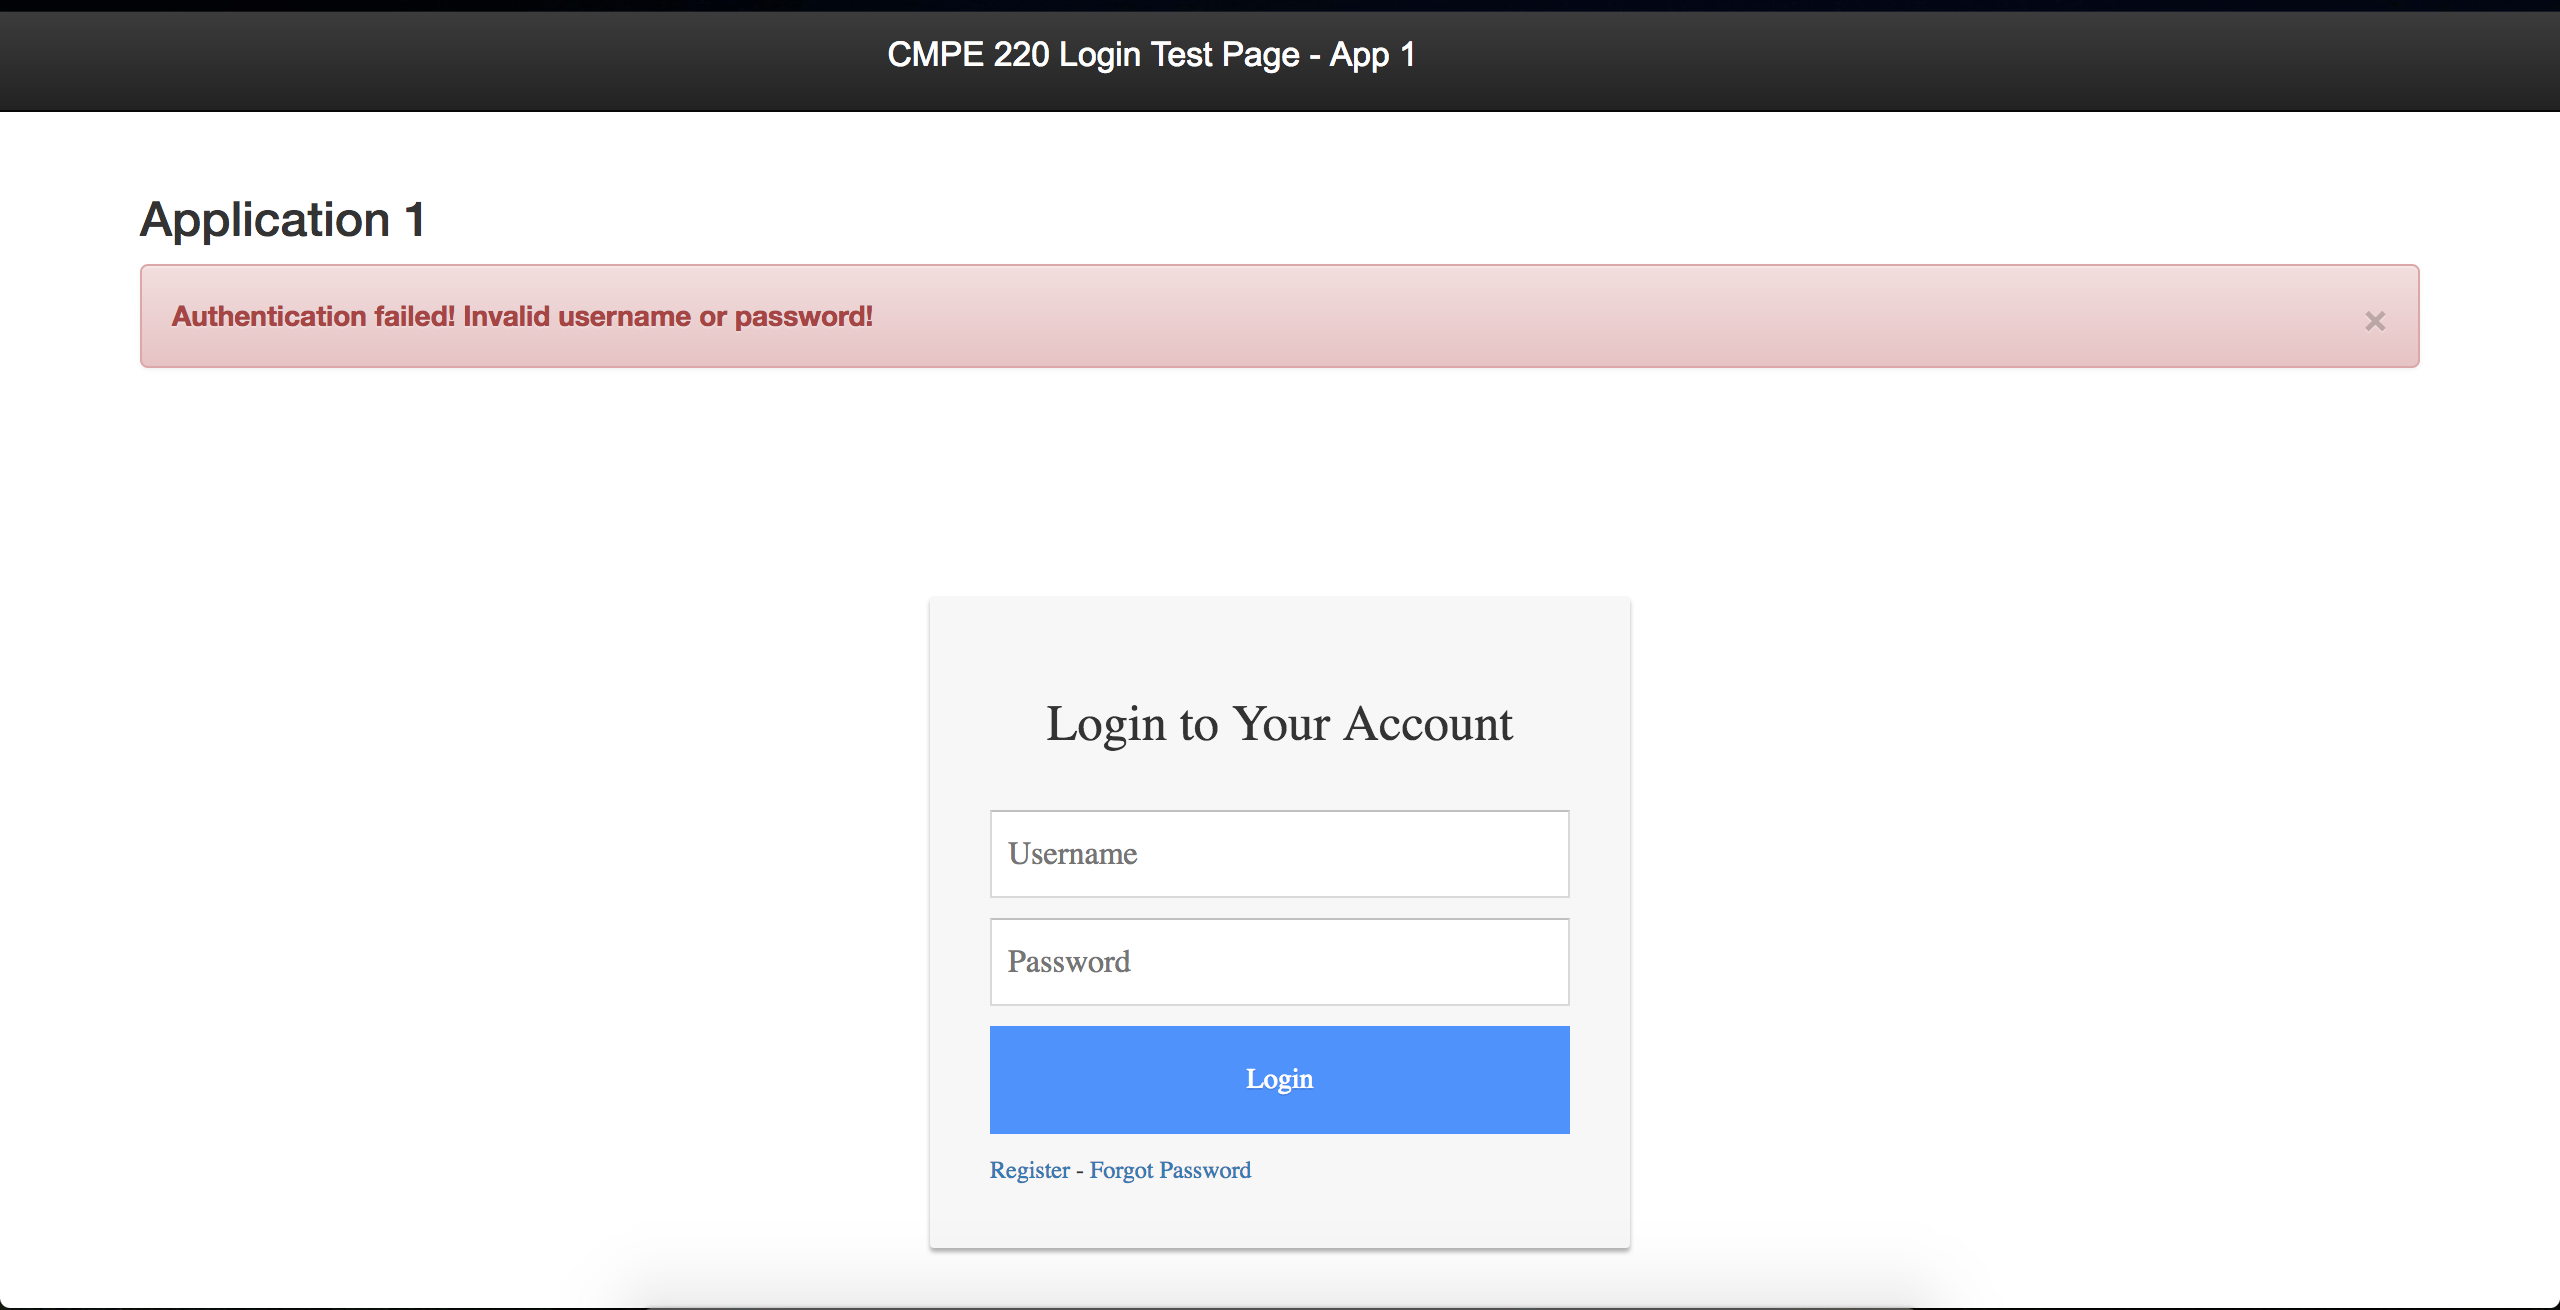 CMPE 220 Login Test Page - App 1
Application 1
Authentication failed! Invalid username or password!
×
Login to Your Account
Username
Password
Login
Register - Forgot Password